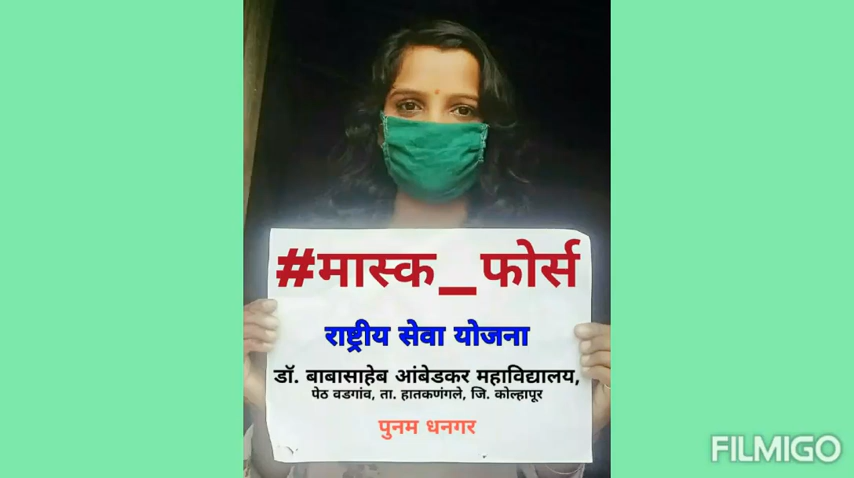 #मास्क_फोर्स
राष्ट्रीय सेवा योजना
डॉ. बाबासाहेब आंबेडकर महाविद्यालय,
पेठ वडगांव, ता. हातकणंगले, जि. कोल्हापूर
पुनम धनगर
FILMIGO